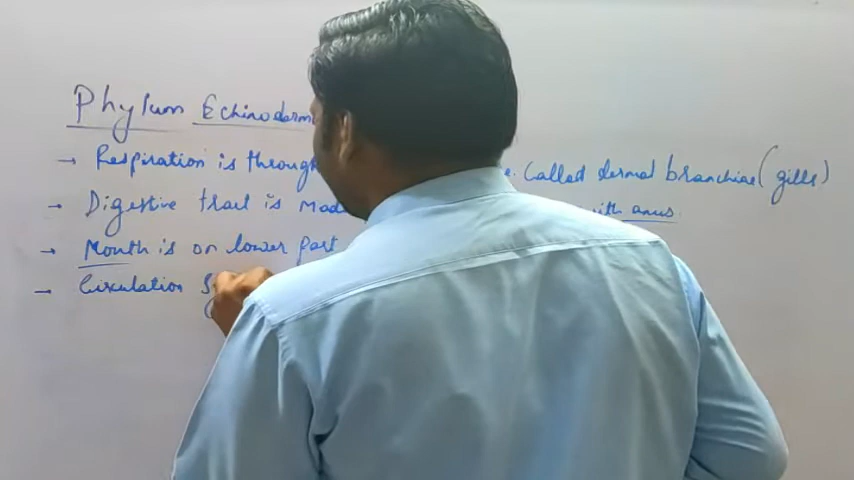 Phylum Echinoderm
→ Respiration is through called dermal branchiae (gills)
→ Digestive tract is mad with anus.
→ Mouth is on lower part
→ Circulation S